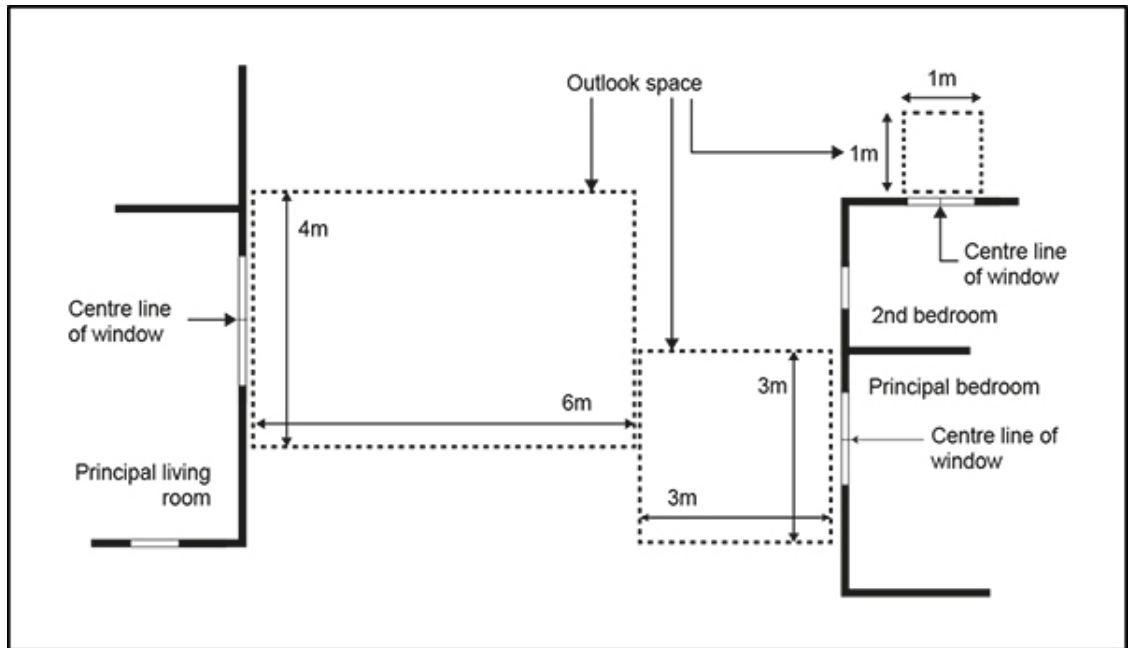 Outlook space
1m
1m
4m
Centre line
of window
Centre line
of window
2nd bedroom
6m
3m
Principal bedroom
Centre line of
window
Principal living
room
3m